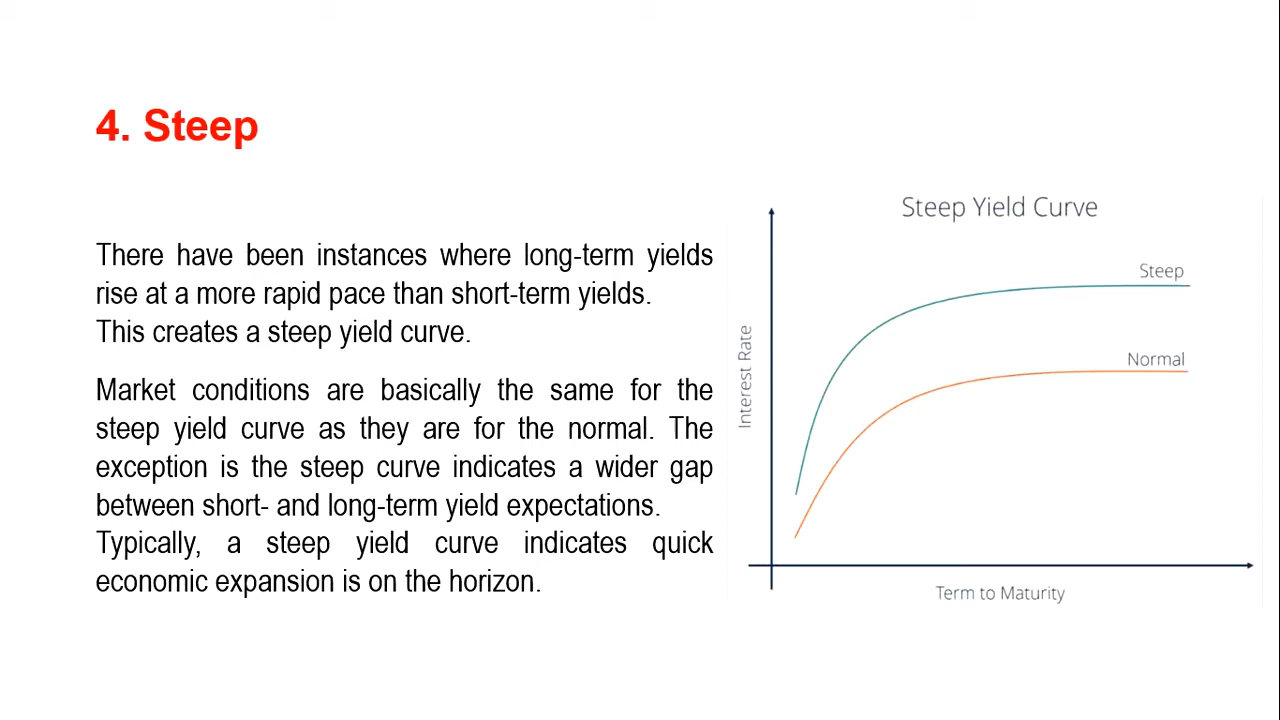 4. Steep
There have been instances where long-term yields
rise at a more rapid pace than short-term yields.
This creates a steep yield curve.
Market conditions are basically the same for the
steep yield curve as they are for the normal. The
exception is the steep curve indicates a wider gap
between short- and long-term yield expectations.
Typically, a steep yield curve indicates quick
economic expansion is on the horizon.
Steep Yield Curve
Steep
Normal
Interest Rate
Term to Maturity